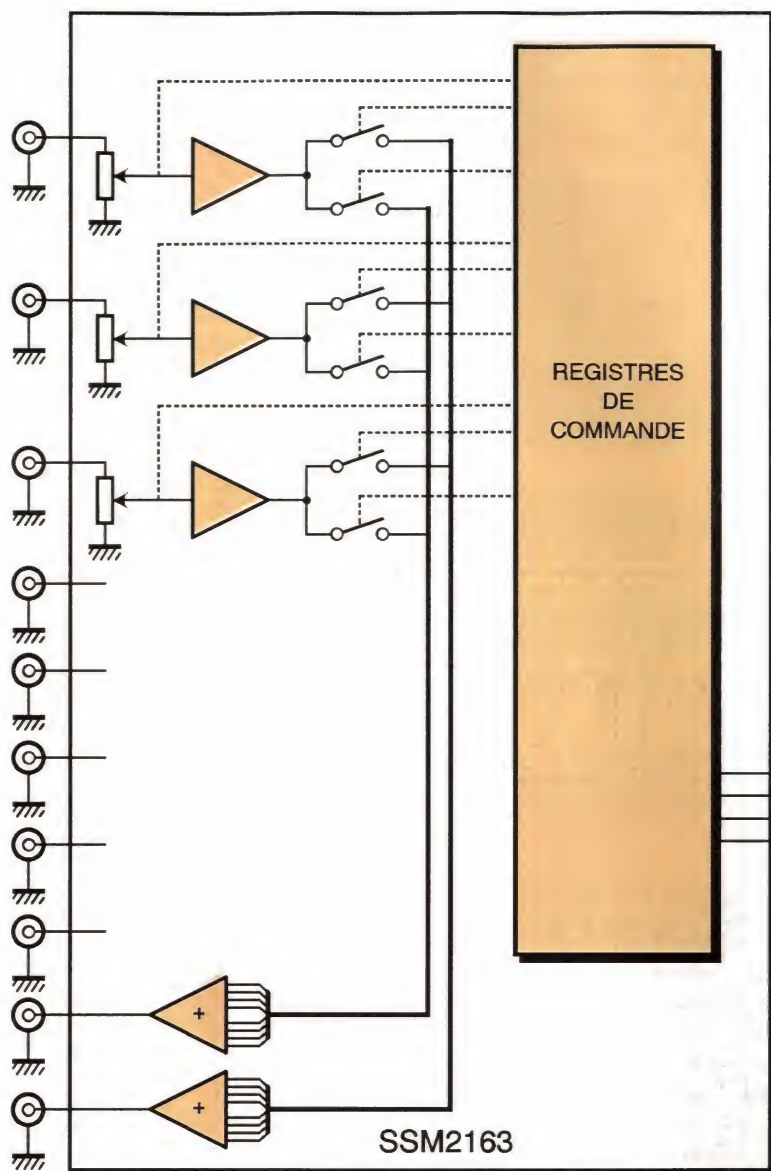 REGISTRES
DE
COMMANDE
+
+
SSM2163